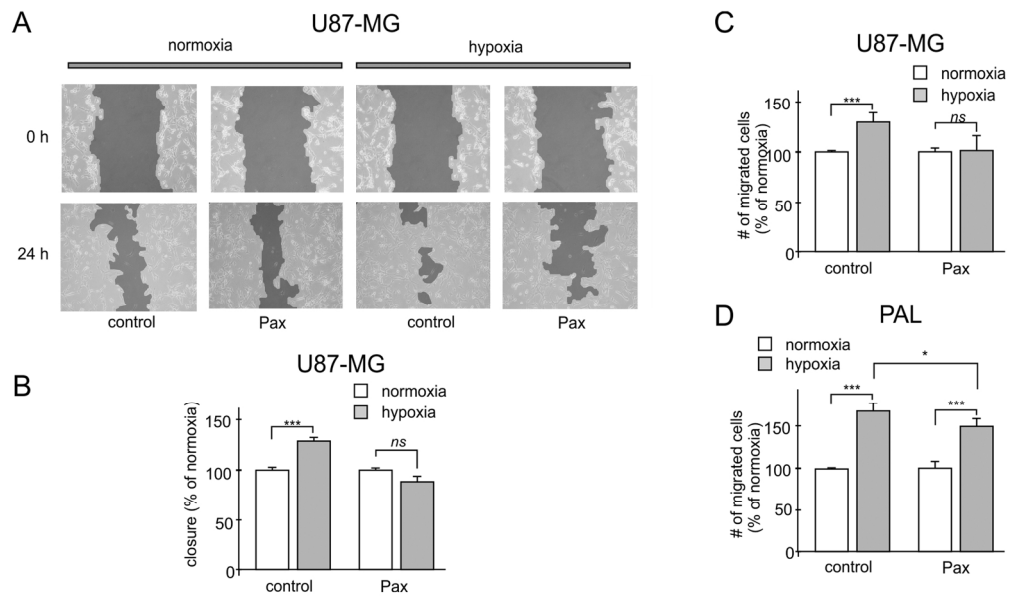 A
U87-MG
normoxia
hypoxia
0 h
24 h
control
Pax
control
Pax
B
U87-MG
normoxia
hypoxia
closure (% of normoxia)
150
100
50
0
***
ns
control
Pax
C
U87-MG
normoxia
hypoxia
# of migrated cells
(% of normoxia)
150
100
50
0
***
ns
control
Pax
D
PAL
normoxia
hypoxia
# of migrated cells
(% of normoxia)
150
100
50
0
***
*
***
control
Pax